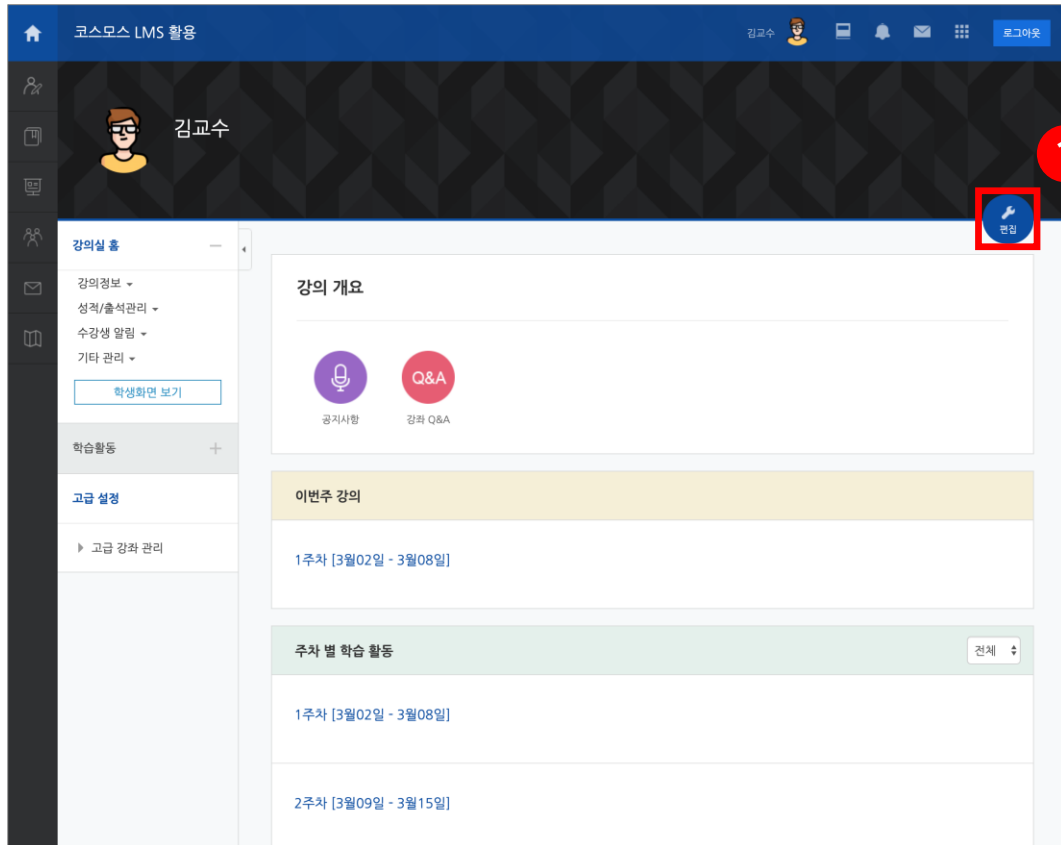 코스모스 LMS 활용
김교수
로그아웃
김교수
편집
강의실 홈
강의정보
성적/출석관리
수강생 알림
기타 관리
학생화면 보기
학습활동
고급 설정
고급 강좌 관리
강의 개요
Q&A
공지사항
강좌 Q&A
이번주 강의
1주차 [3월02일 - 3월08일]
주차 별 학습 활동
전체
1주차 [3월02일 - 3월08일]
2주차 [3월09일 - 3월15일]